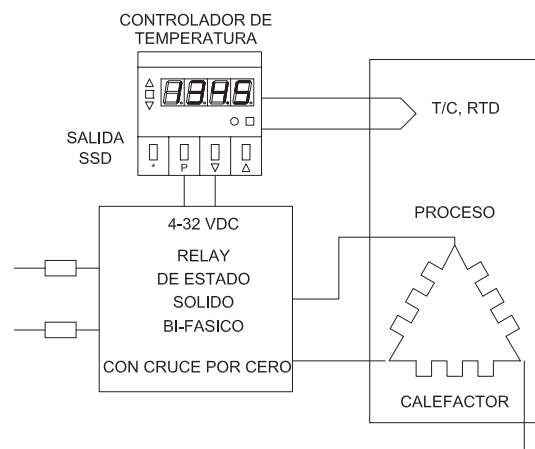 CONTROLADOR DE
TEMPERATURA
1346
T/C, RTD
SALIDA
SSD
* P
4-32 VDC
RELAY
DE ESTADO
SOLIDO
BI-FASICO
CON CRUCE POR CERO
PROCESO
CALEFACTOR